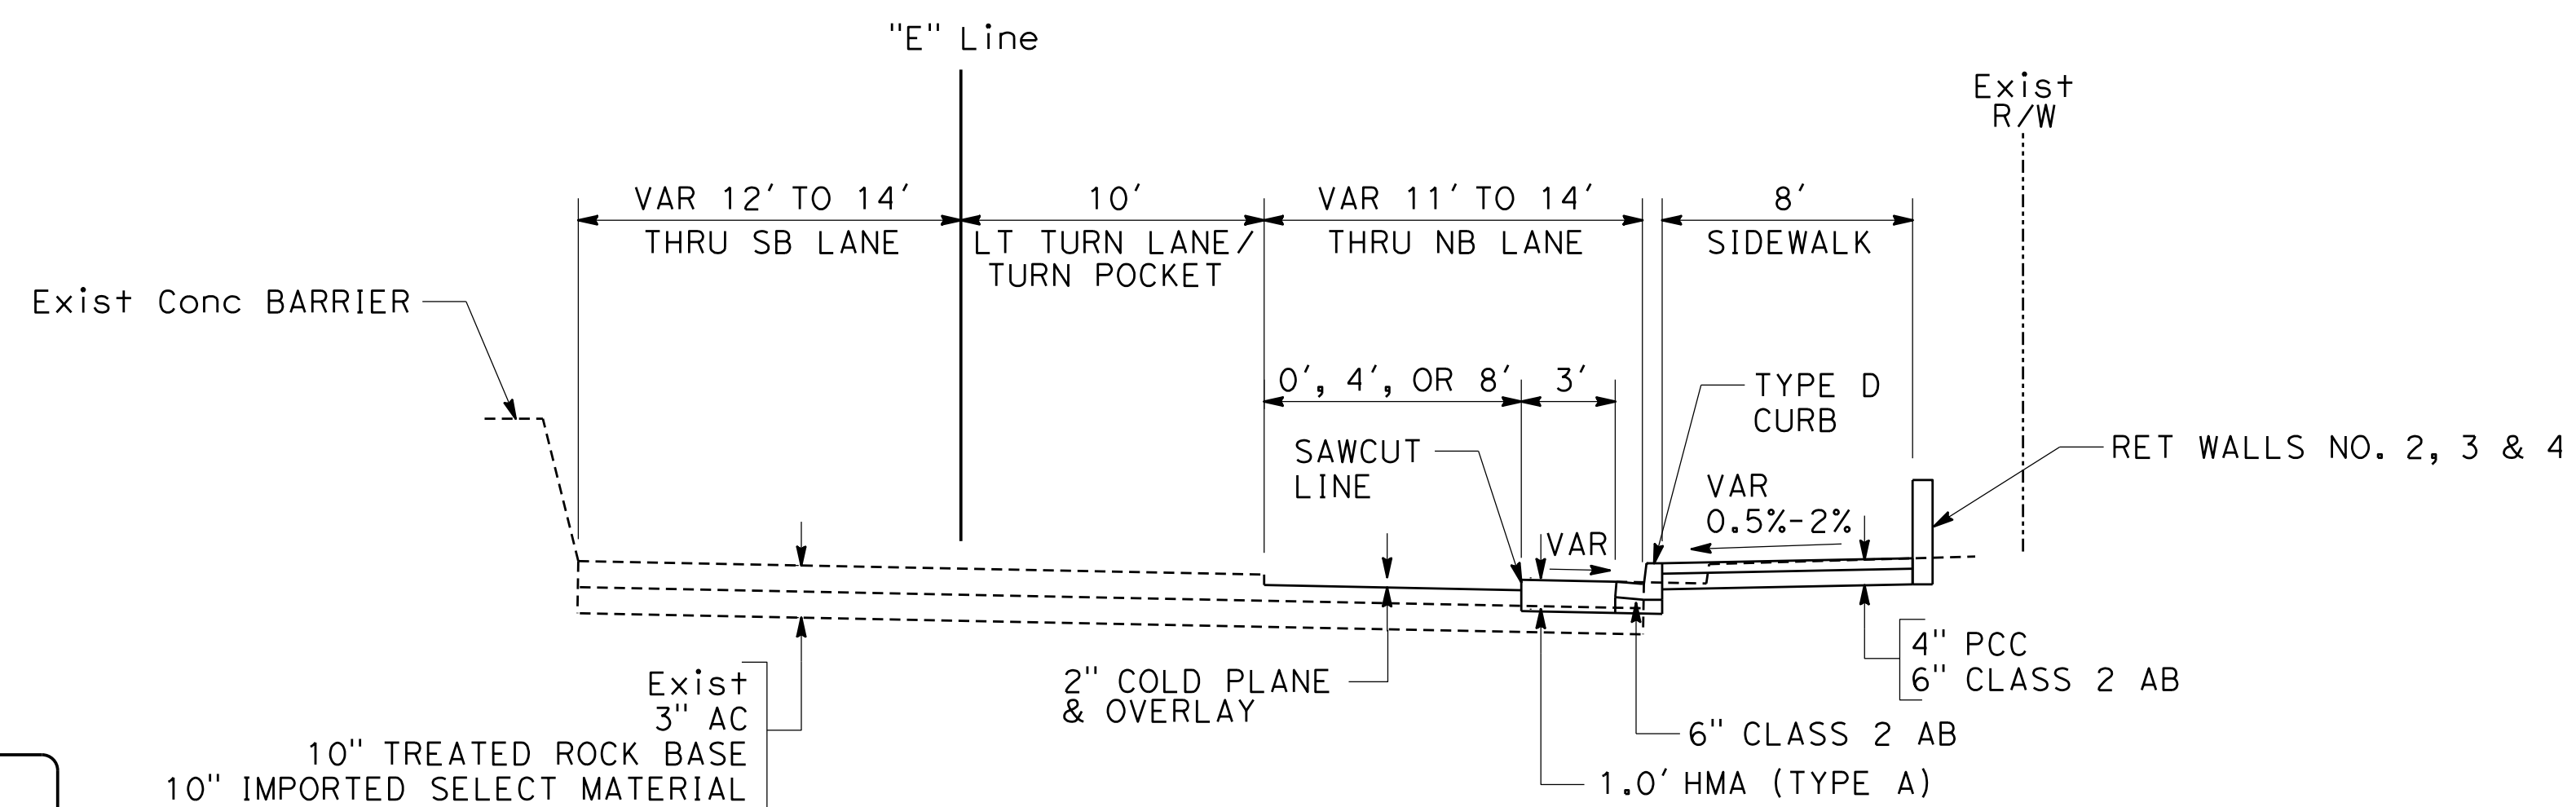 "E" Line
Exist
R/W
VAR 12' TO 14'
THRU SB LANE
10'
LT TURN LANE/
TURN POCKET
VAR 11' TO 14'
THRU NB LANE
8'
SIDEWALK
Exist Conc BARRIER
0', 4', OR 8'
3'
TYPE D
CURB
SAWCUT
LINE
RET WALLS NO. 2, 3 & 4
VAR
0.5%-2%
VAR
Exist
3" AC
10" TREATED ROCK BASE
10" IMPORTED SELECT MATERIAL
2" COLD PLANE
& OVERLAY
4" PCC
6" CLASS 2 AB
6" CLASS 2 AB
1.0' HMA (TYPE A)